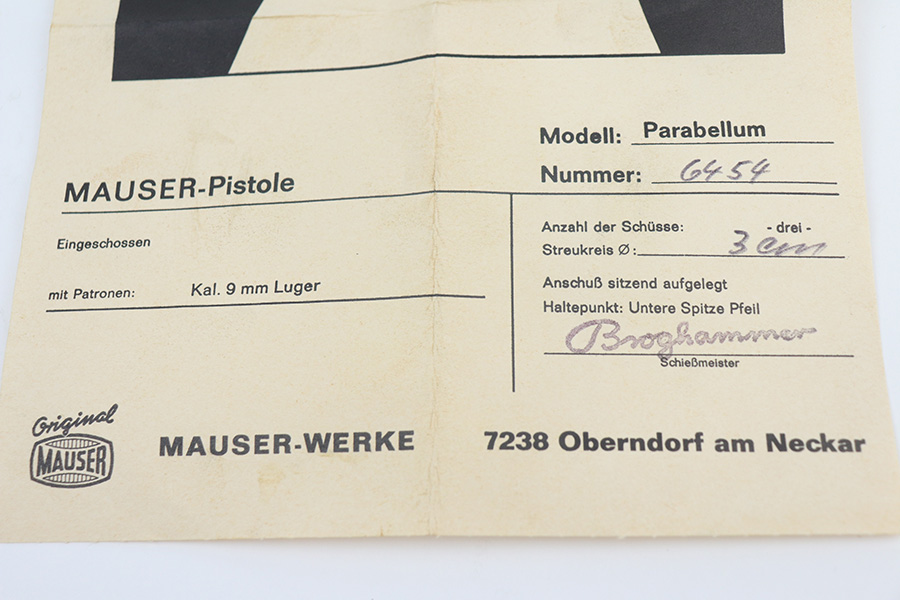 Modell: Parabellum
Nummer: 6454
MAUSER-Pistole
Eingeschossen
mit Patronen: Kal. 9 mm Luger
Anzahl der Schüsse: - drei -
Streukreis Ø: 3 cm
Anschuß sitzend aufgelegt
Haltepunkt: Untere Spitze Pfeil
Broghammer
Schießmeister
Original
MAUSER
MAUSER-WERKE 7238 Oberndorf am Neckar